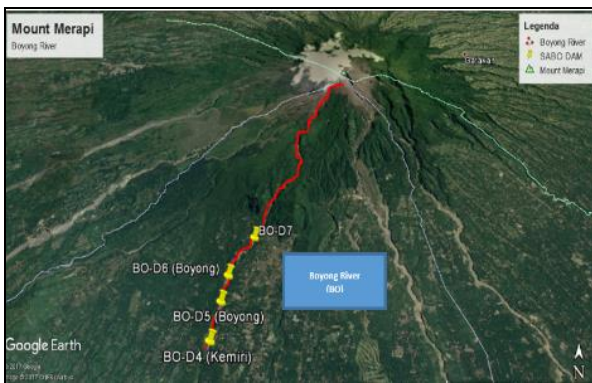 Mount Merapi
Boyong River
Legenda
Boyong River
SABO DAM
Mount Merapi
BO-D7
BO-D6 (Boyong)
Boyong River
(BO)
BO-D5 (Boyong)
Google Earth
BO-D4 (Kemiri)
N